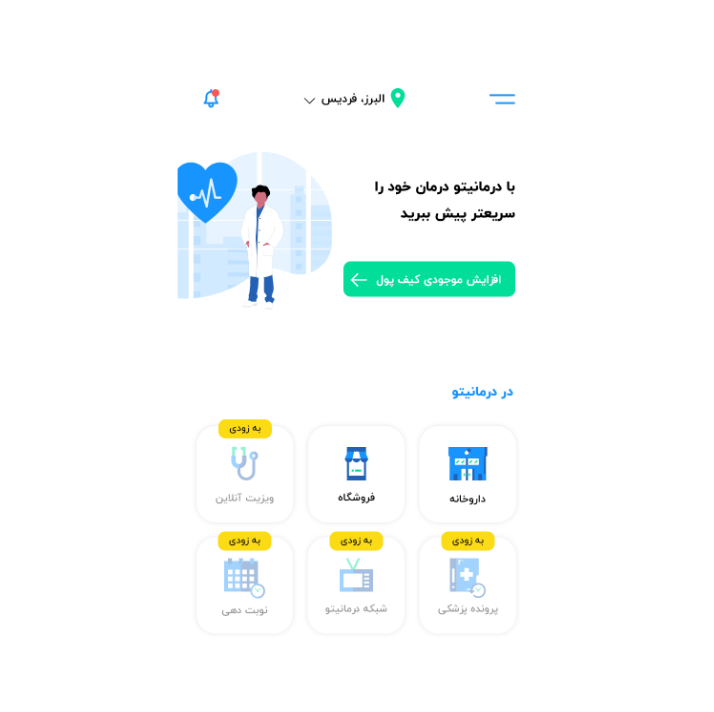 البرز، فردیس
با درمانیتو درمان خود را
سریعتر پیش ببرید
افزایش موجودی کیف پول
در درمانیتو
داروخانه
فروشگاه
به زودی
ویزیت آنلاین
به زودی
پرونده پزشکی
به زودی
شبکه درمانیتو
به زودی
نوبت دهی